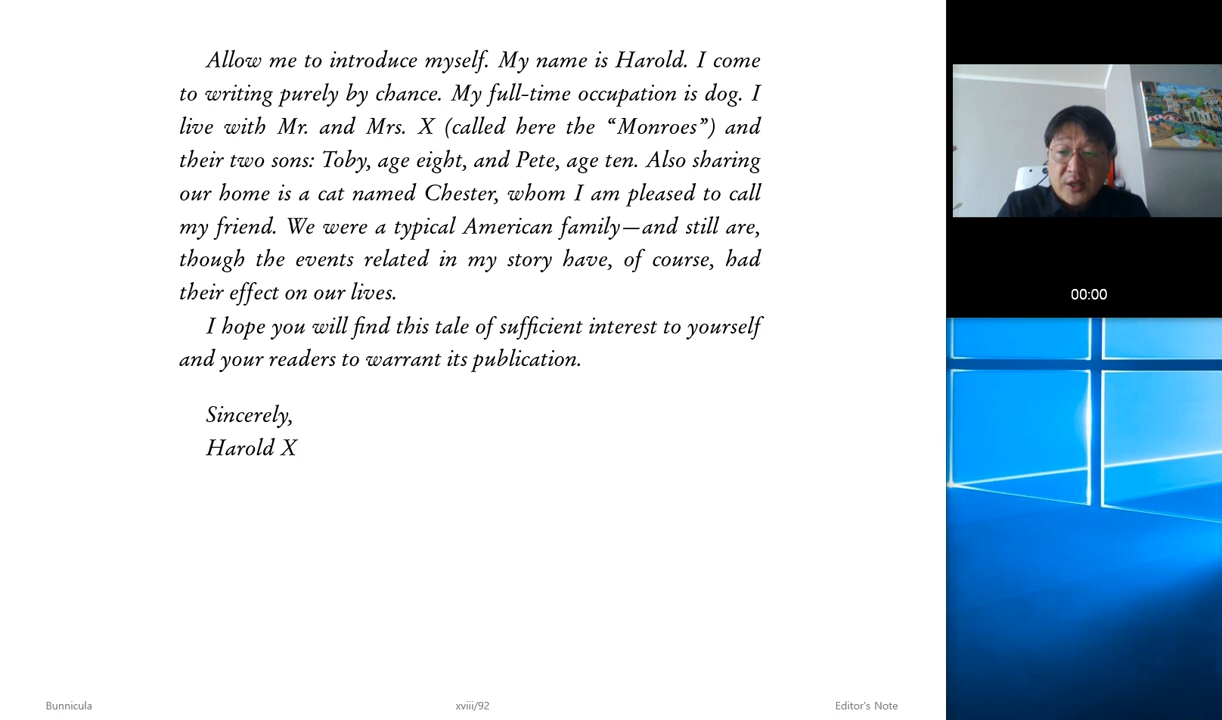 Allow me to introduce myself. My name is Harold. I come
to writing purely by chance. My full-time occupation is dog. I
live with Mr. and Mrs. X (called here the “Monroes”) and
their two sons: Toby, age eight, and Pete, age ten. Also sharing
our home is a cat named Chester, whom I am pleased to call
my friend. We were a typical American family—and still are,
though the events related in my story have, of course, had
their effect on our lives.
I hope you will find this tale of sufficient interest to yourself
and your readers to warrant its publication.
Sincerely,
Harold X
Bunnicula
xviii/92
Editor's Note
00:00